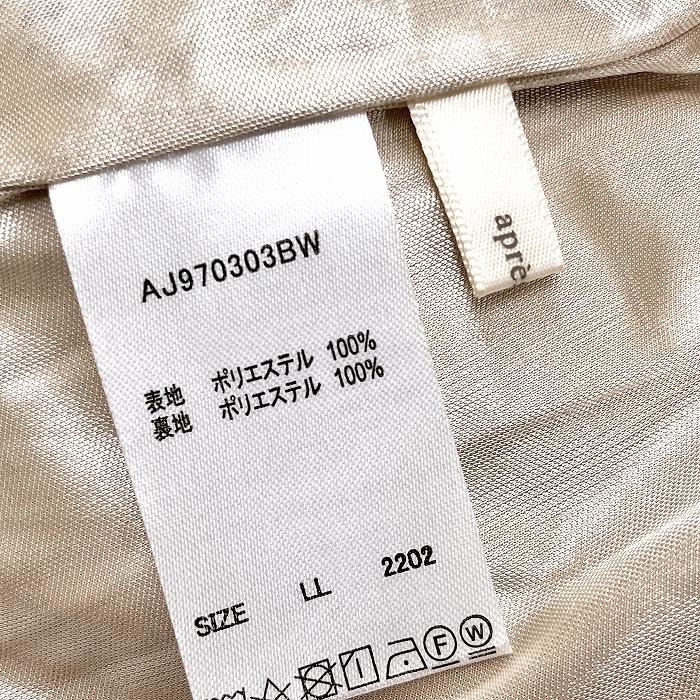 AJ970303BW
表地 ポリエステル 100%
裏地 ポリエステル 100%
SIZE LL 2202
F W
aprè